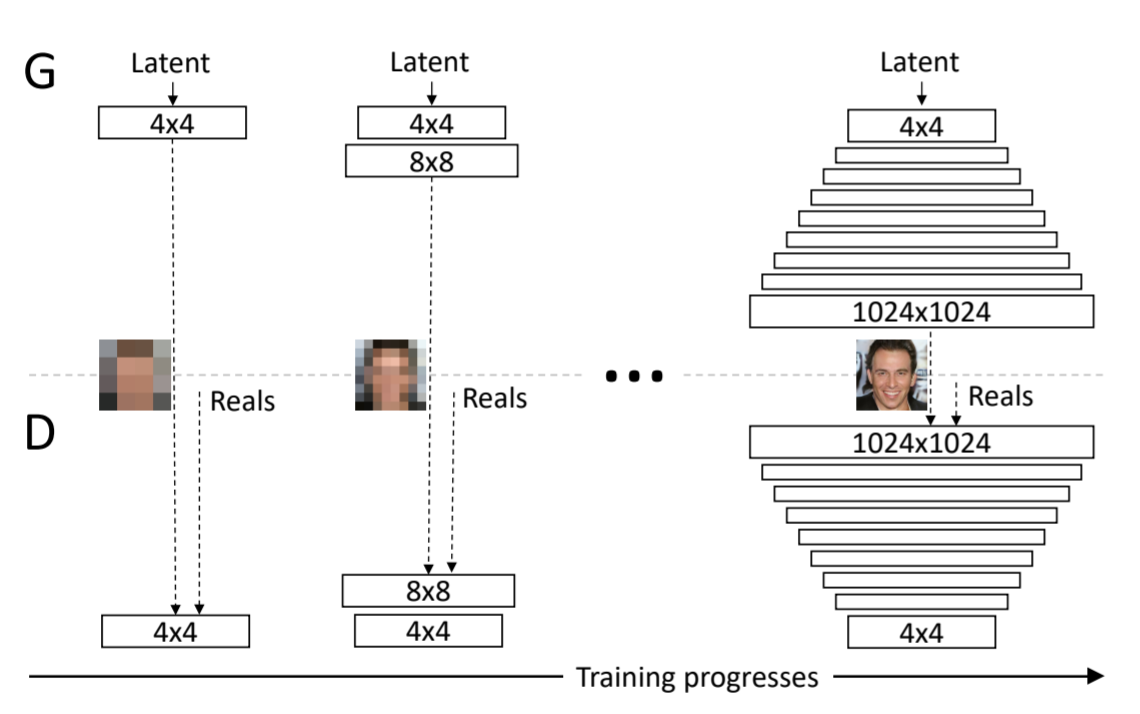 G
Latent
4x4
Latent
4x4
8x8
Latent
4x4
1024x1024
Reals
Reals
Reals
D
4x4
8x8
4x4
1024x1024
4x4
Training progresses